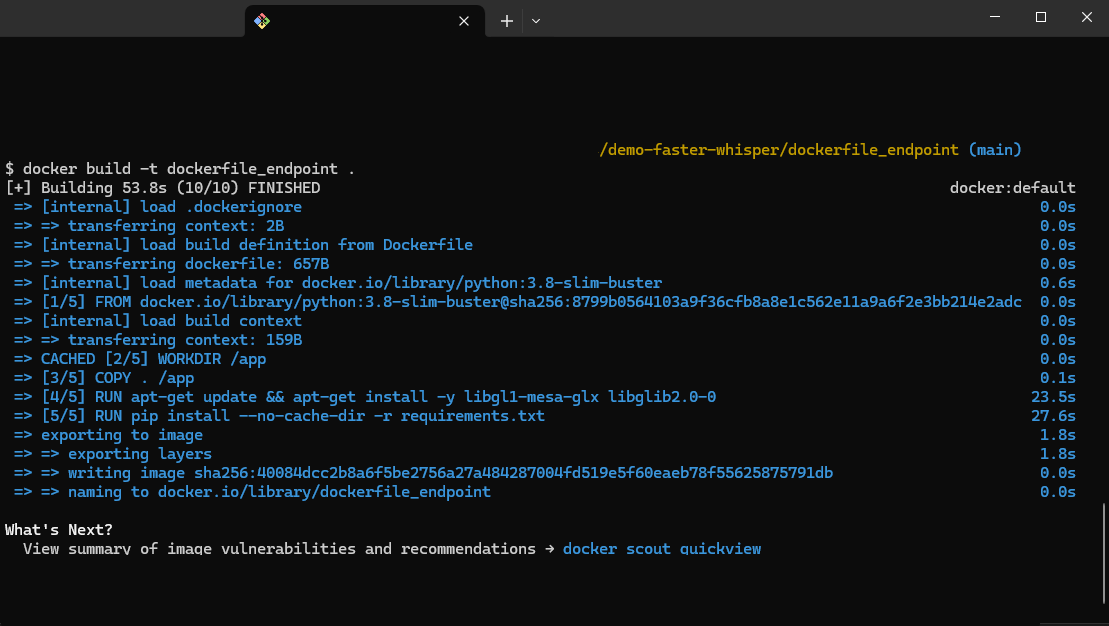 /demo-faster-whisper/dockerfile_endpoint (main)
$ docker build -t dockerfile_endpoint .
[+] Building 53.8s (10/10) FINISHED docker:default
=> [internal] load .dockerignore 0.0s
=> => transferring context: 2B 0.0s
=> [internal] load build definition from Dockerfile 0.0s
=> => transferring dockerfile: 657B 0.0s
=> [internal] load metadata for docker.io/library/python:3.8-slim-buster 0.6s
=> [1/5] FROM docker.io/library/python:3.8-slim-buster@sha256:8799b0564103a9f36cfb8a8e1c562e11a9a6f2e3bb214e2adc 0.0s
=> [internal] load build context 0.0s
=> => transferring context: 159B 0.0s
=> CACHED [2/5] WORKDIR /app 0.0s
=> [3/5] COPY . /app 0.1s
=> [4/5] RUN apt-get update && apt-get install -y libgl1-mesa-glx libglib2.0-0 23.5s
=> [5/5] RUN pip install --no-cache-dir -r requirements.txt 27.6s
=> exporting to image 1.8s
=> => exporting layers 1.8s
=> => writing image sha256:40084dcc2b8a6f5be2756a27a484287004fd519e5f60eaeb78f55625875791db 0.0s
=> => naming to docker.io/library/dockerfile_endpoint 0.0s
What's Next?
View summary of image vulnerabilities and recommendations → docker scout quickview